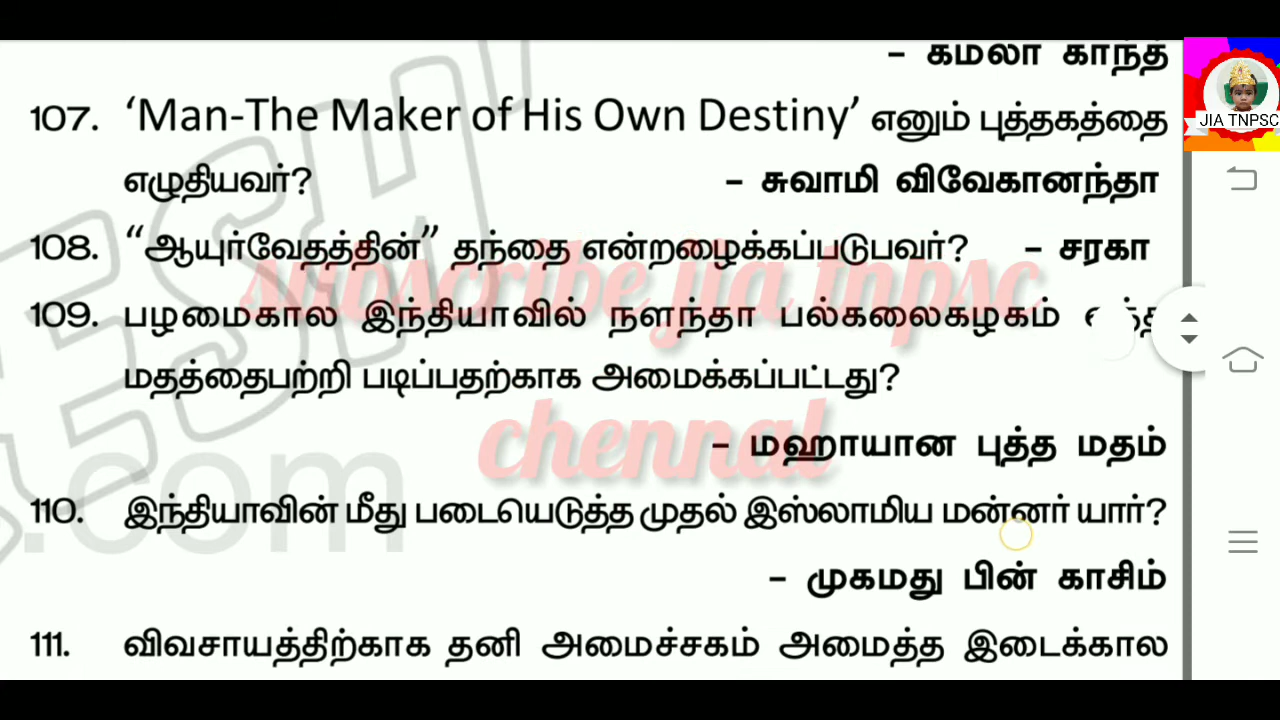 - கமலா காந்த்
107. ‘Man-The Maker of His Own Destiny’ எனும் புத்தகத்தை
JIA TNPSC
எழுதியவர்? - சுவாமி விவேகானந்தா
108. “ஆயுர்வேதத்தின்” தந்தை என்றழைக்கப்படுபவர்? - சரகா
subscribe jia tnpsc
109. பழமைகால இந்தியாவில் நளந்தா பல்கலைகழகம்
மதத்தைபற்றி படிப்பதற்காக அமைக்கப்பட்டது?
chennal
- மஹாயான புத்த மதம்
.com
110. இந்தியாவின் மீது படையெடுத்த முதல் இஸ்லாமிய மன்னர் யார்?
- முகமது பின் காசிம்
111. விவசாயத்திற்காக தனி அமைச்சகம் அமைத்த இடைக்கால